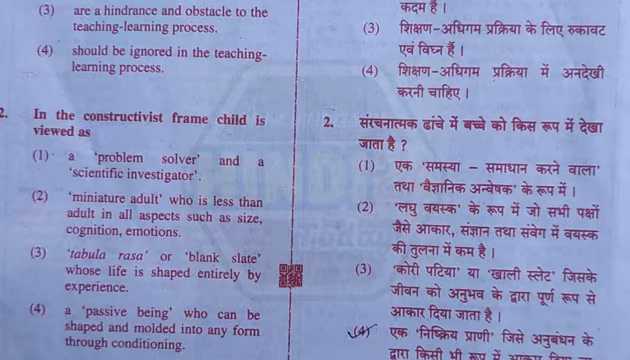 (3) are a hindrance and obstacle to the
teaching-learning process.
(4) should be ignored in the teaching-
learning process.
2. In the constructivist frame child is
viewed as
(1) a 'problem solver' and a
'scientific investigator'.
(2) 'miniature adult' who is less than
adult in all aspects such as size,
cognition, emotions.
(3) 'tabula rasa' or 'blank slate'
whose life is shaped entirely by
experience.
(4) a 'passive being' who can be
shaped and molded into any form
through conditioning.
कदम हैं ।
(3) शिक्षण-अधिगम प्रक्रिया के लिए रुकावट
एवं विघ्न हैं ।
(4) शिक्षण-अधिगम प्रक्रिया में अनदेखी
करनी चाहिए ।
2. संरचनात्मक ढांचे में बच्चे को किस रूप में देखा
जाता है ?
(1) एक 'समस्या – समाधान करने वाला'
तथा 'वैज्ञानिक अन्वेषक' के रूप में ।
(2) 'लघु वयस्क' के रूप में जो सभी पक्षों
जैसे आकार, संज्ञान तथा संवेग में वयस्क
की तुलना में कम है ।
(3) 'कोरी पटिया' या 'खाली स्लेट' जिसके
जीवन को अनुभव के द्वारा पूर्ण रूप से
आकार दिया जाता है ।
(4) एक 'निष्क्रिय प्राणी' जिसे अनुबंधन के
द्वारा किसी भी रूप में आकार दिया